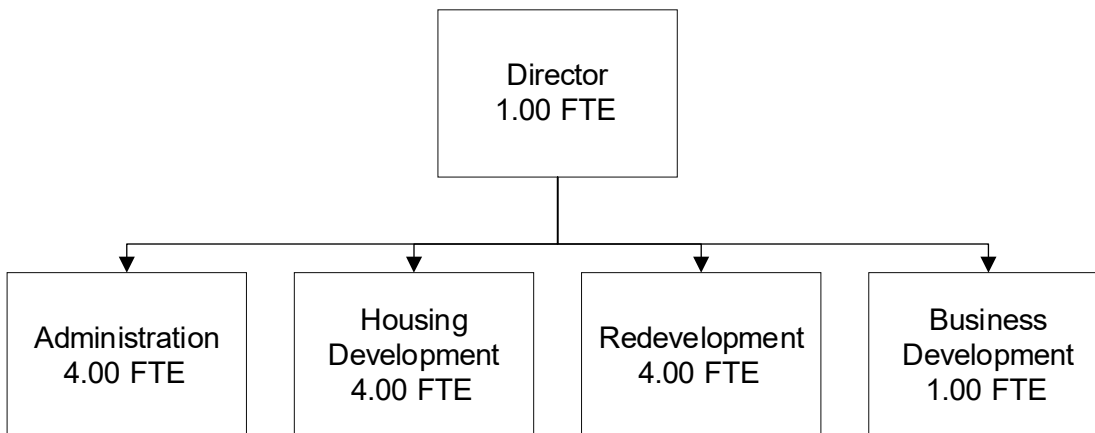 Director
1.00 FTE
Administration
4.00 FTE
Housing
Development
4.00 FTE
Redevelopment
4.00 FTE
Business
Development
1.00 FTE